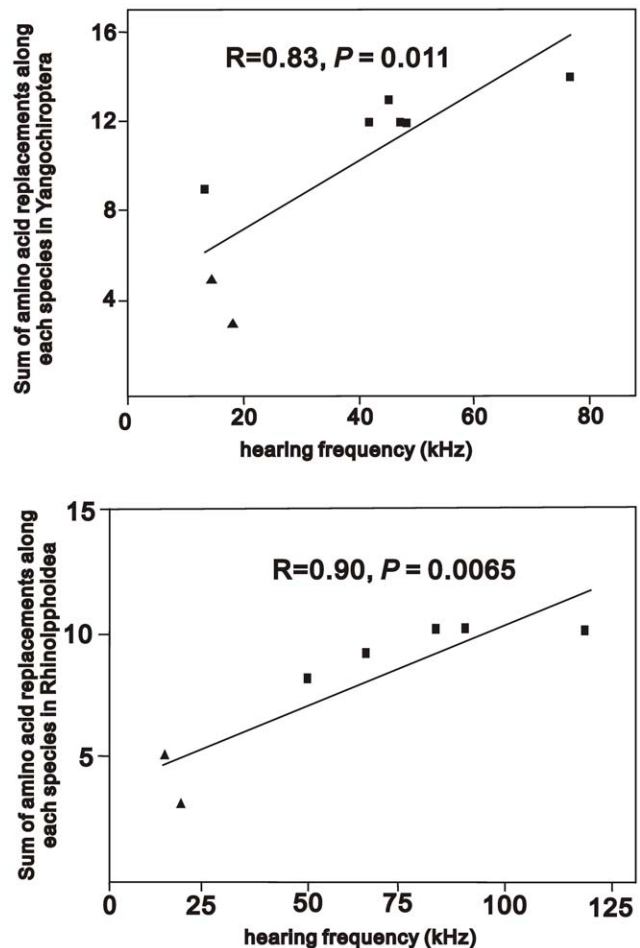 Sum of amino acid replacements along
each species in Yangochiroptera
16
12
8
4
R=0.83, P = 0.011
0 20 40 60 80
hearing frequency (kHz)
Sum of amino acid replacements along
each species in Rhinolpphoidea
15
10
5
R=0.90, P = 0.0065
0 25 50 75 100 125
hearing frequency (kHz)